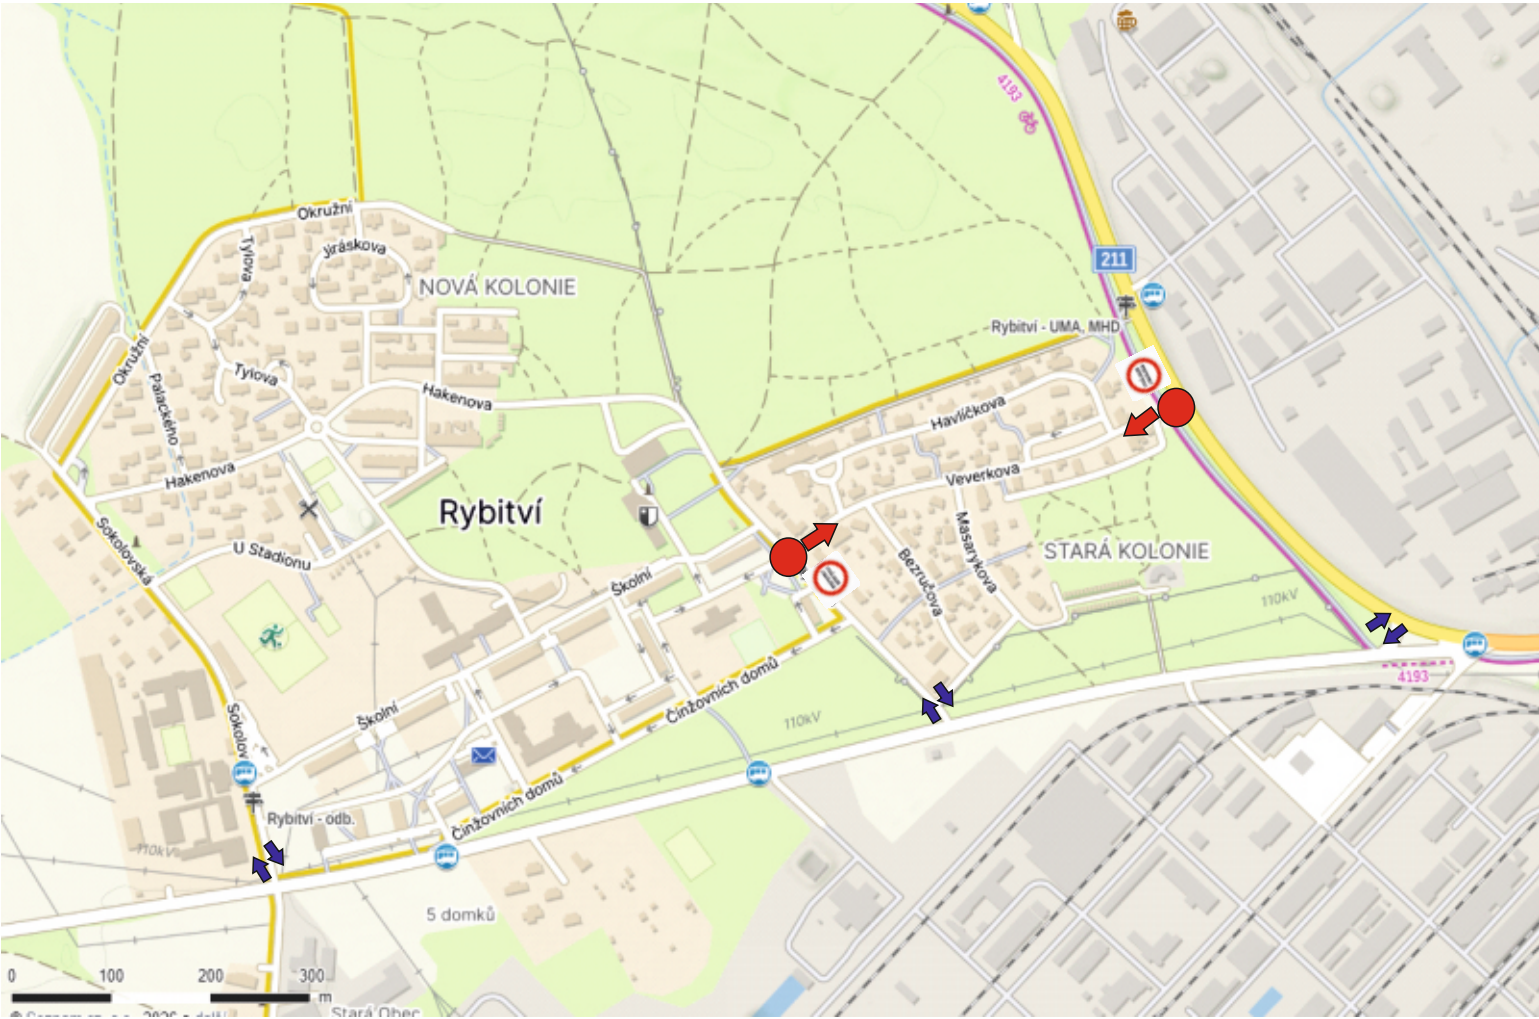 4193
Okružní
Tylova
Jiráskova
211
NOVÁ KOLONIE
Rybitví - UMA, MHD
Okružní
Tylova
Palackého
Hakenova
Havlíčkova
Hakenova
Veverkova
Rybitví
Sokolovská
U Stadionu
Masarykova
STARÁ KOLONIE
Bezručova
Školní
110kV
Činžovních domů
4193
Sokolov
Školní
110kV
Činžovních domů
Rybitví - odb.
110kV
5 domků
0 100 200 300
m
Stará Obec